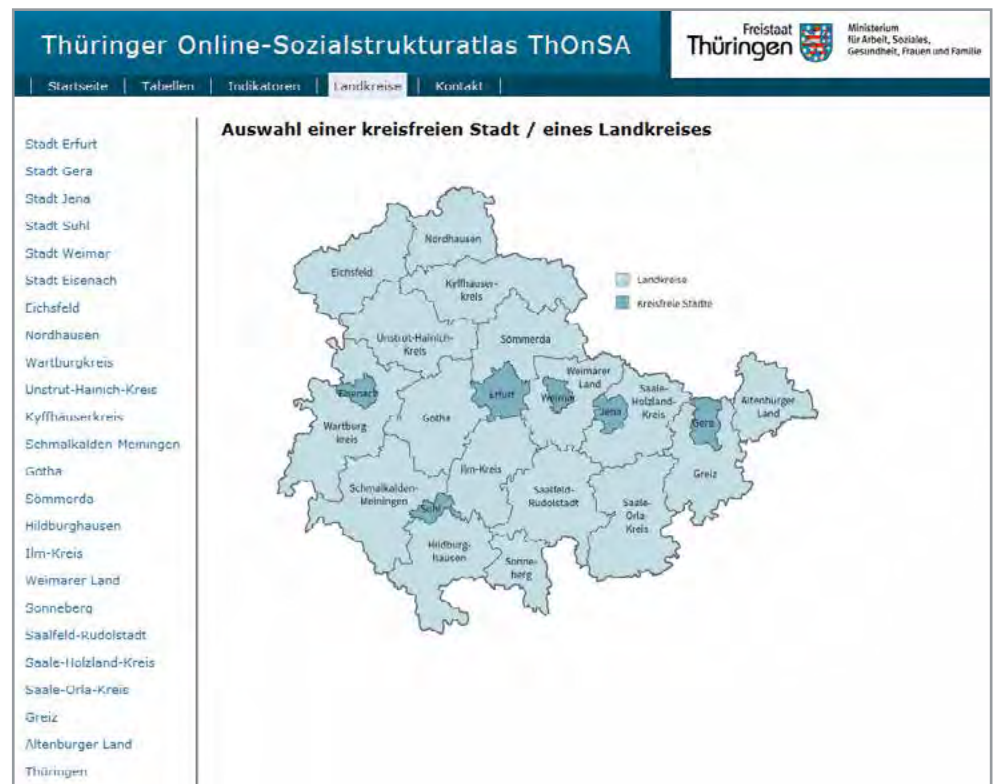 Thüringer Online-Sozialstrukturatlas ThOnSA
Freistaat
Thüringen
Ministerium
für Arbeit, Soziales,
Gesundheit, Frauen und Familie
Startseite | Tabellen | Indikatoren | Landkreise | Kontakt
Stadt Erfurt
Stadt Gera
Stadt Jena
Stadt Suhl
Stadt Weimar
Stadt Eisenach
Eichsfeld
Nordhausen
Wartburgkreis
Unstrut-Hainich-Kreis
Kyffhäuserkreis
Schmalkalden-Meiningen
Gotha
Sömmerda
Hildburghausen
Ilm-Kreis
Weimarer Land
Sonneberg
Saalfeld-Rudolstadt
Saale-Holzland-Kreis
Saale-Orla-Kreis
Greiz
Altenburger Land
Thüringen
Auswahl einer kreisfreien Stadt / eines Landkreises
Nordhausen
Eichsfeld
Kyffhäuser-
kreis
Landkreise
Kreisfreie Städte
Unstrut-Hainich-
Kreis
Sömmerda
Weimarer
Land
Eisenach
Erfurt
Weimar
Jena
Saale-
Holzland-
Kreis
Gera
Altenburger
Land
Wartburg
kreis
Gotha
Ilm-Kreis
Greiz
Schmalkalden-
Meiningen
Suhl
Saalfeld-
Rudolstadt
Saale-
Orla-
Kreis
Hildburg-
hausen
Sonne-
berg